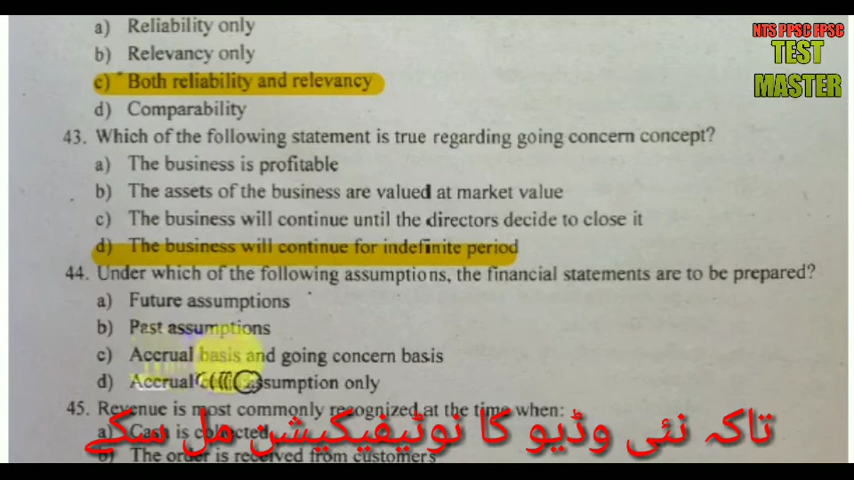 a) Reliability only
b) Relevancy only
c) Both reliability and relevancy
d) Comparability
43. Which of the following statement is true regarding going concern concept?
a) The business is profitable
b) The assets of the business are valued at market value
c) The business will continue until the directors decide to close it
d) The business will continue for indefinite period
44. Under which of the following assumptions, the financial statements are to be prepared?
a) Future assumptions
b) Past assumptions
c) Accrual basis and going concern basis
d) Accrual assumption only
45. Revenue is most commonly recognized at the time when:
a) Cash is collected
b) The order is received from customers
تاکہ نئی وڈیو کا نوٹیفیکیشن مل سکے
NTS PPSC FPSC
TEST
MASTER